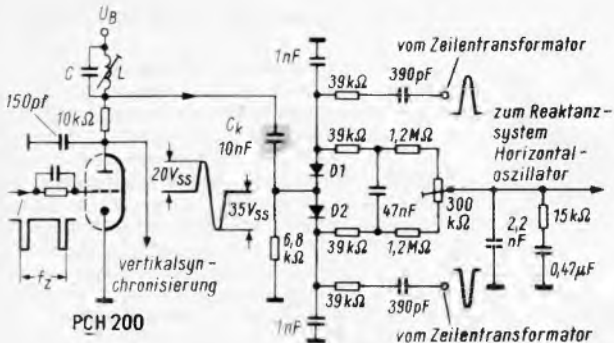 U_B
1nF
vom Zeilentransformator
C
L
39kΩ
390pF
150pf
10kΩ
C_k
10nF
39kΩ
1,2MΩ
zum Reaktanz-
system
Horizontal-
oszillator
D1
20V_SS
35V_SS
D2
47nF
300
kΩ
15kΩ
2,2
nF
6,8
kΩ
39kΩ
1,2MΩ
0,47µF
f_z
vertikalsyn-
chronisierung
39kΩ
390pF
PCH 200
1nF
vom Zeilentransformator